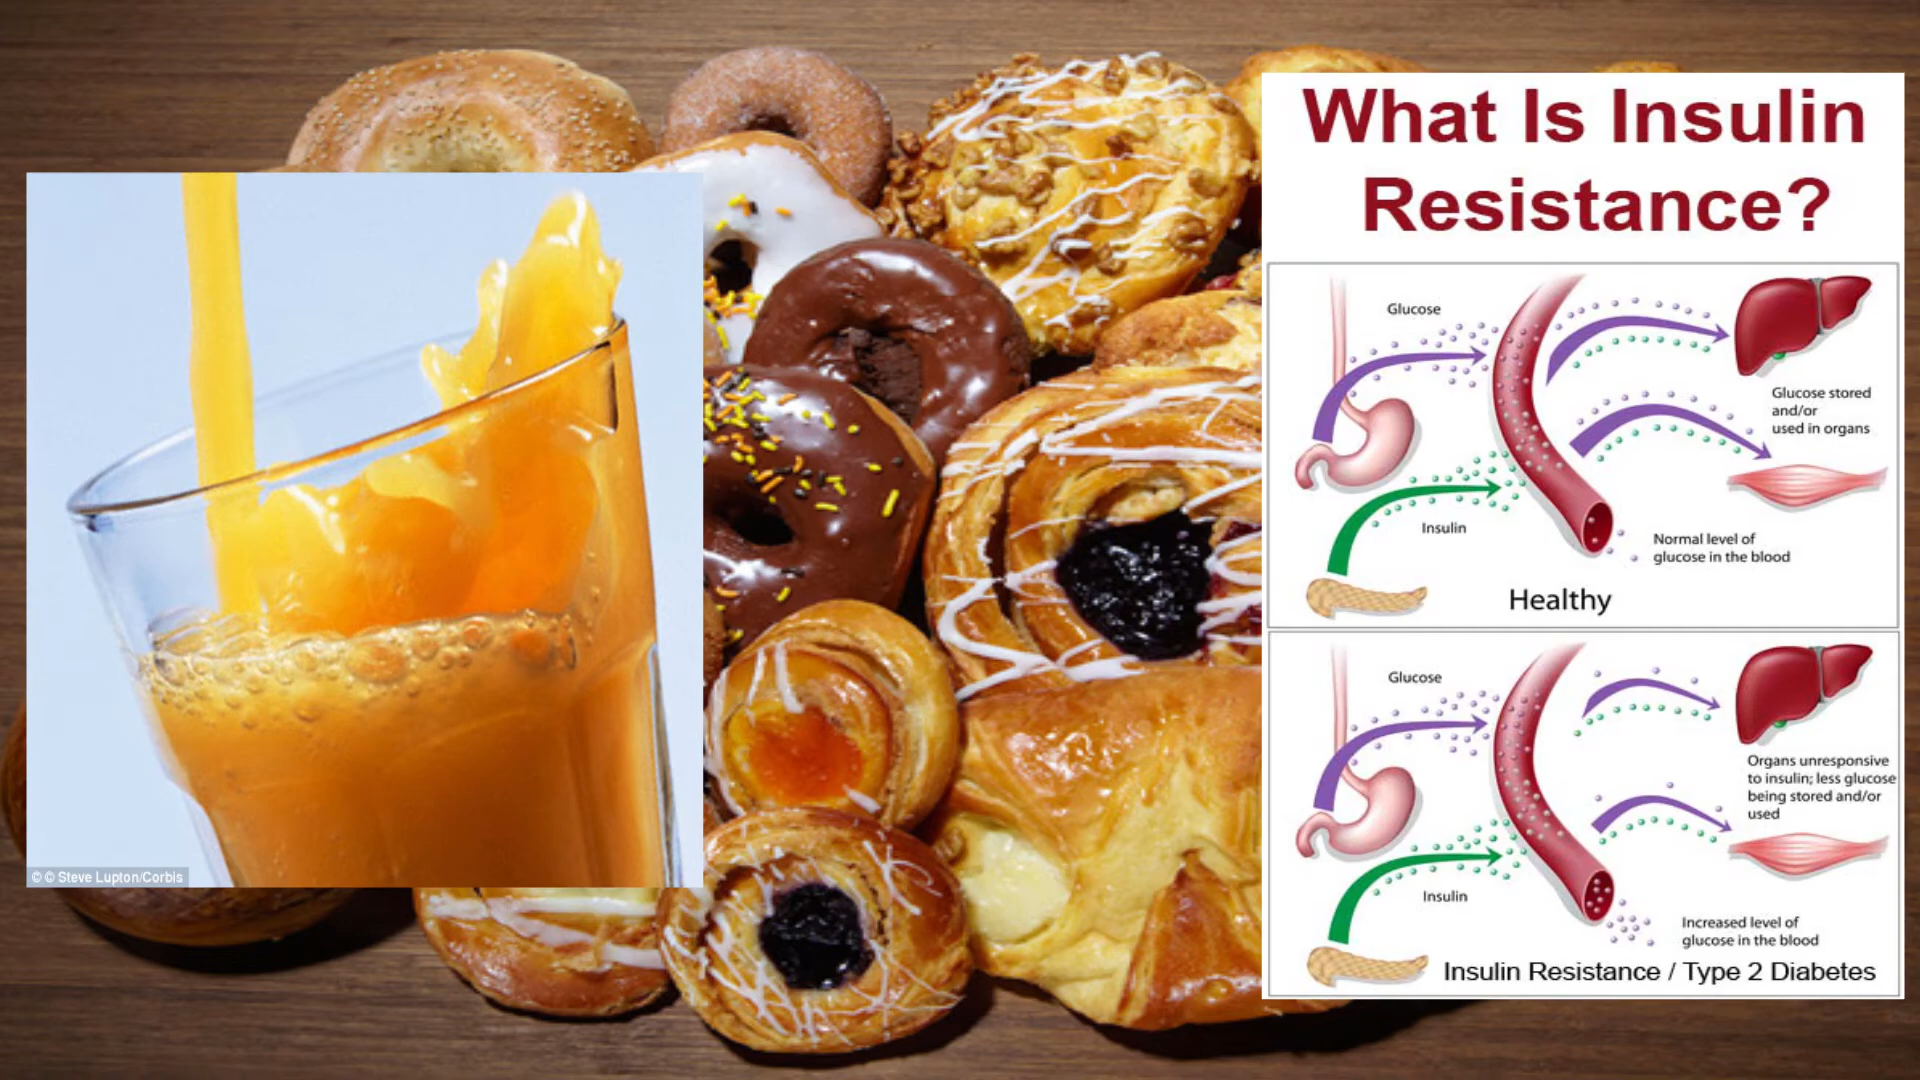 © © Steve Lupton/Corbis
What Is Insulin
Resistance?
Glucose
Glucose stored
and/or
used in organs
Insulin
Normal level of
glucose in the blood
Healthy
Glucose
Organs unresponsive
to insulin; less glucose
being stored and/or
used
Insulin
Increased level of
glucose in the blood
Insulin Resistance / Type 2 Diabetes